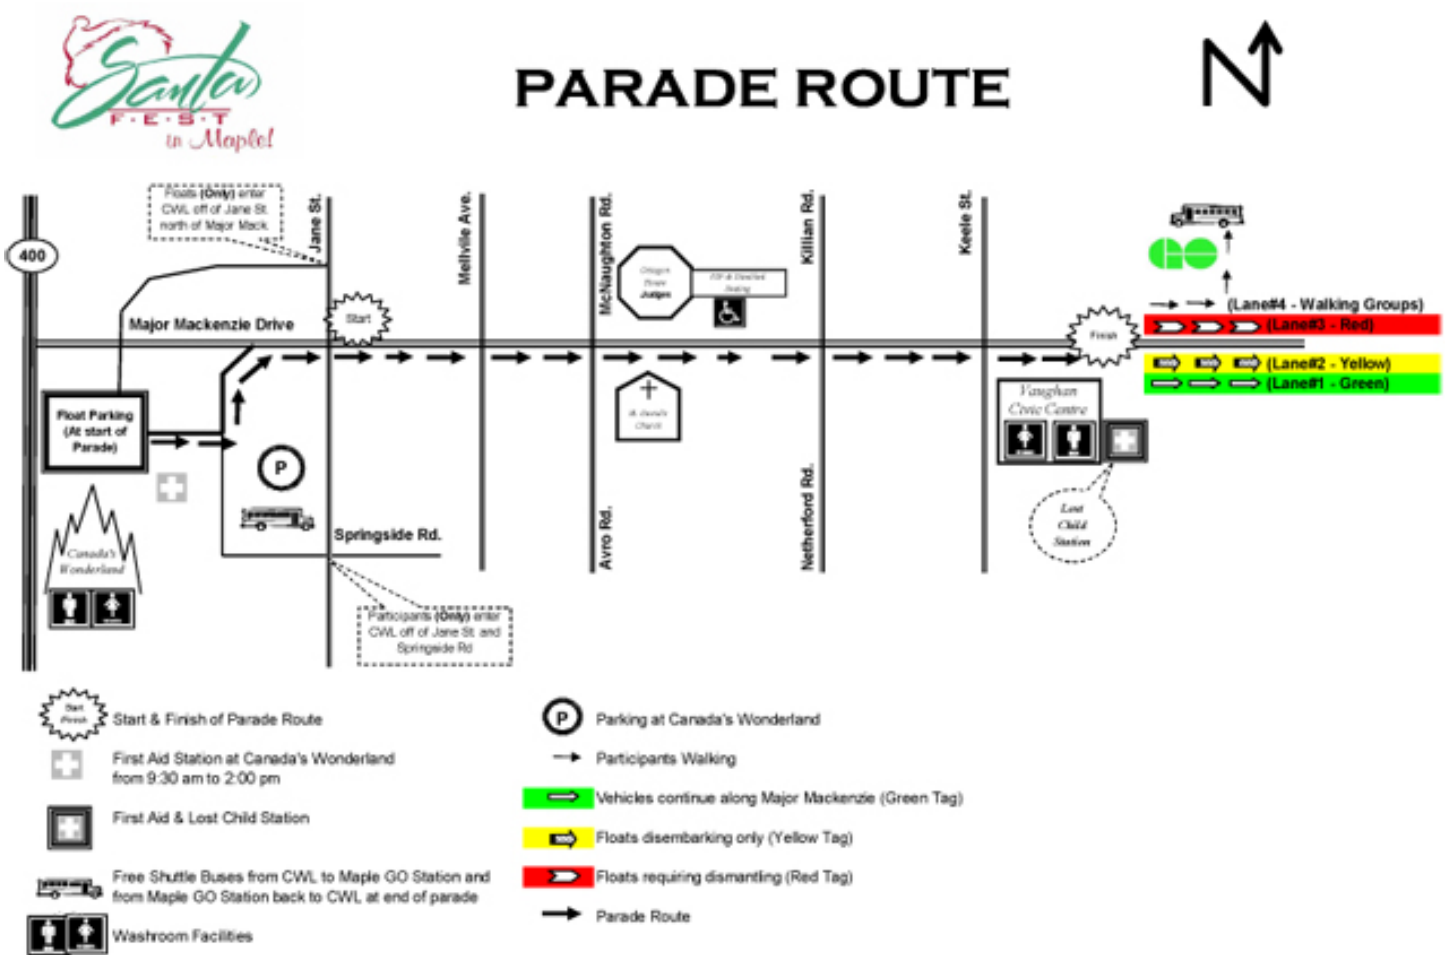 Santa
F·E·S·T
in Maple!
PARADE ROUTE
N
400
Floats (Only) enter
CWL off of Jane St.
north of Major Mack.
Jane St.
Mellvile Ave.
McNaughton Rd.
Killian Rd.
Keele St.
Major Mackenzie Drive
Start
Judges
Finish
GO
(Lane#4 - Walking Groups)
(Lane#3 - Red)
(Lane#2 - Yellow)
(Lane#1 - Green)
Float Parking
(At start of
Parade)
P
Church
Vaughan
Civic Centre
Lost
Child
Station
Canada's
Wonderland
Springside Rd.
Avro Rd.
Netherford Rd.
Participants (Only) enter
CWL off of Jane St. and
Springside Rd
Start
Finish
Start & Finish of Parade Route
First Aid Station at Canada's Wonderland
from 9:30 am to 2:00 pm
First Aid & Lost Child Station
Free Shuttle Buses from CWL to Maple GO Station and
from Maple GO Station back to CWL at end of parade
Washroom Facilities
P
Parking at Canada's Wonderland
Participants Walking
Vehicles continue along Major Mackenzie (Green Tag)
Floats disembarking only (Yellow Tag)
Floats requiring dismantling (Red Tag)
Parade Route